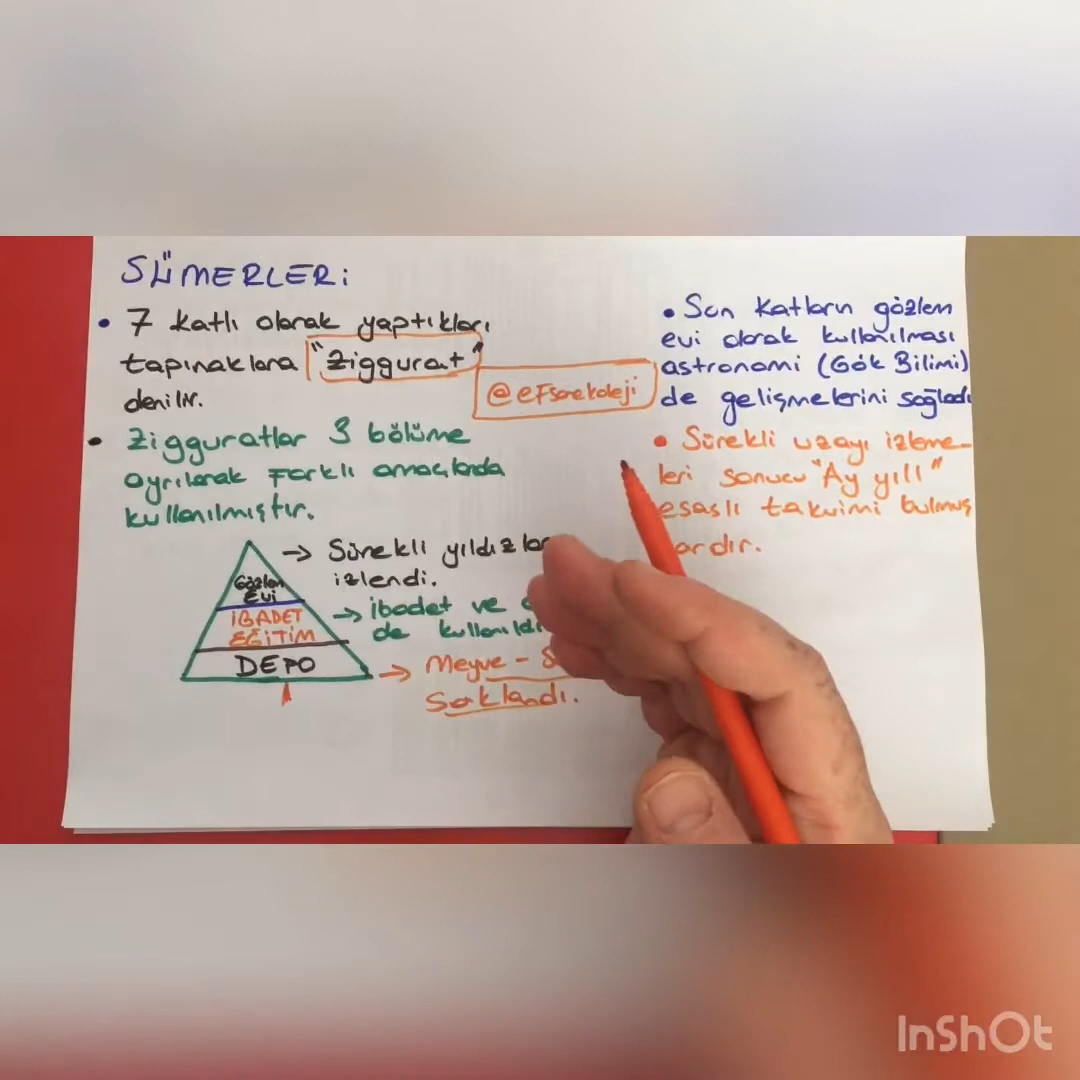 SÜMERLER:
• 7 katlı olarak yaptıkları
tapınaklara "Ziggurat"
denilir.
@eFsanekoleji
• Zigguratlar 3 bölüme
ayrılarak Farklı amaçlarda
kullanılmıştır.
→ Sürekli yıldızlar
izlendi.
Gözlem
Evi
→ İbadet ve
de kullanıldı
İBADET
EĞİTİM
DEPO
→ Meyve -
Saklandı.
• Son katların gözlem
evi olarak kullanılması
astronomi (Gök Bilimi)
de gelişmelerini sağladı
• Sürekli uzayı izleme-
leri sonucu "Ay yılı"
esaslı takvimi bulmuş
lardır.
InShOt